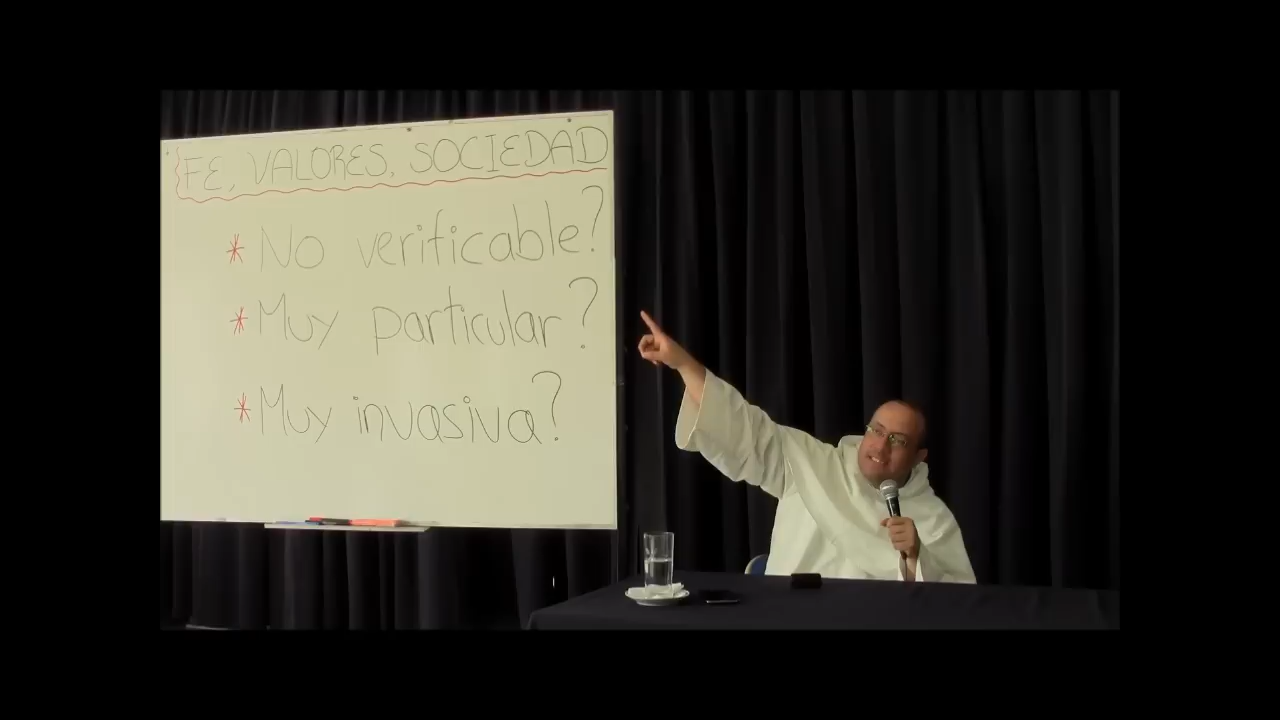 FE, VALORES, SOCIEDAD
* No verificable?
* Muy particular?
* Muy invasiva?